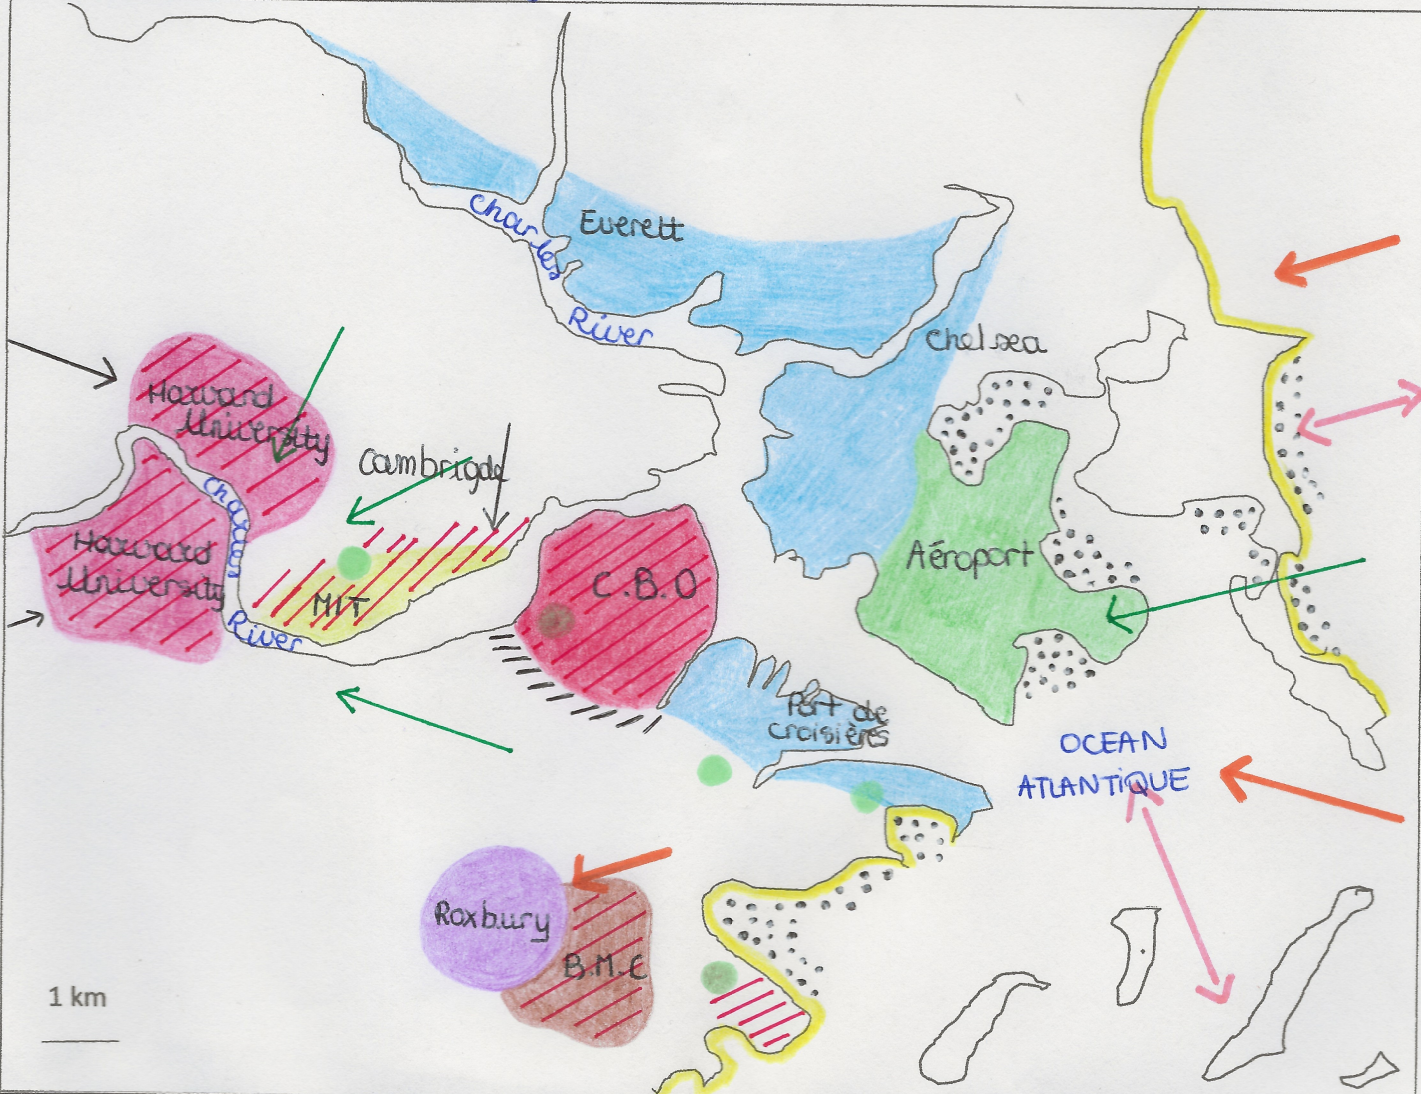 Charles
Everett
River
Chelsea
Harvard
University
Cambrigde
Charles
Harvard
University
River
MIT
C.B.D
Aéroport
Port de
croisières
OCEAN
ATLANTIQUE
Roxbury
B.M.C
1 km